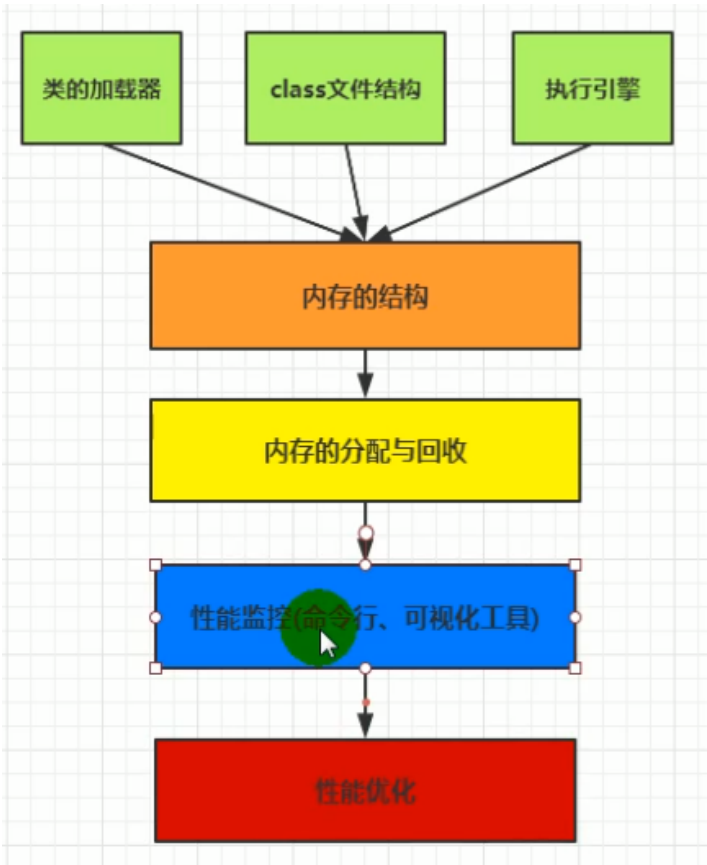 类的加载器
class文件结构
执行引擎
内存的结构
内存的分配与回收
性能监控(命令行、可视化工具)
性能优化